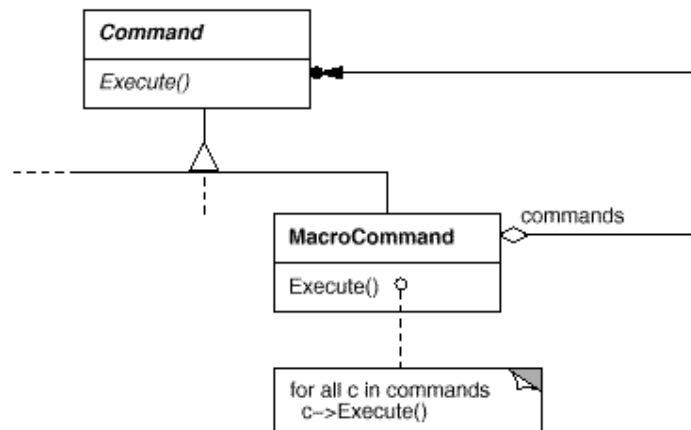 Command
Execute()
commands
MacroCommand
Execute()
for all c in commands
c–>Execute()